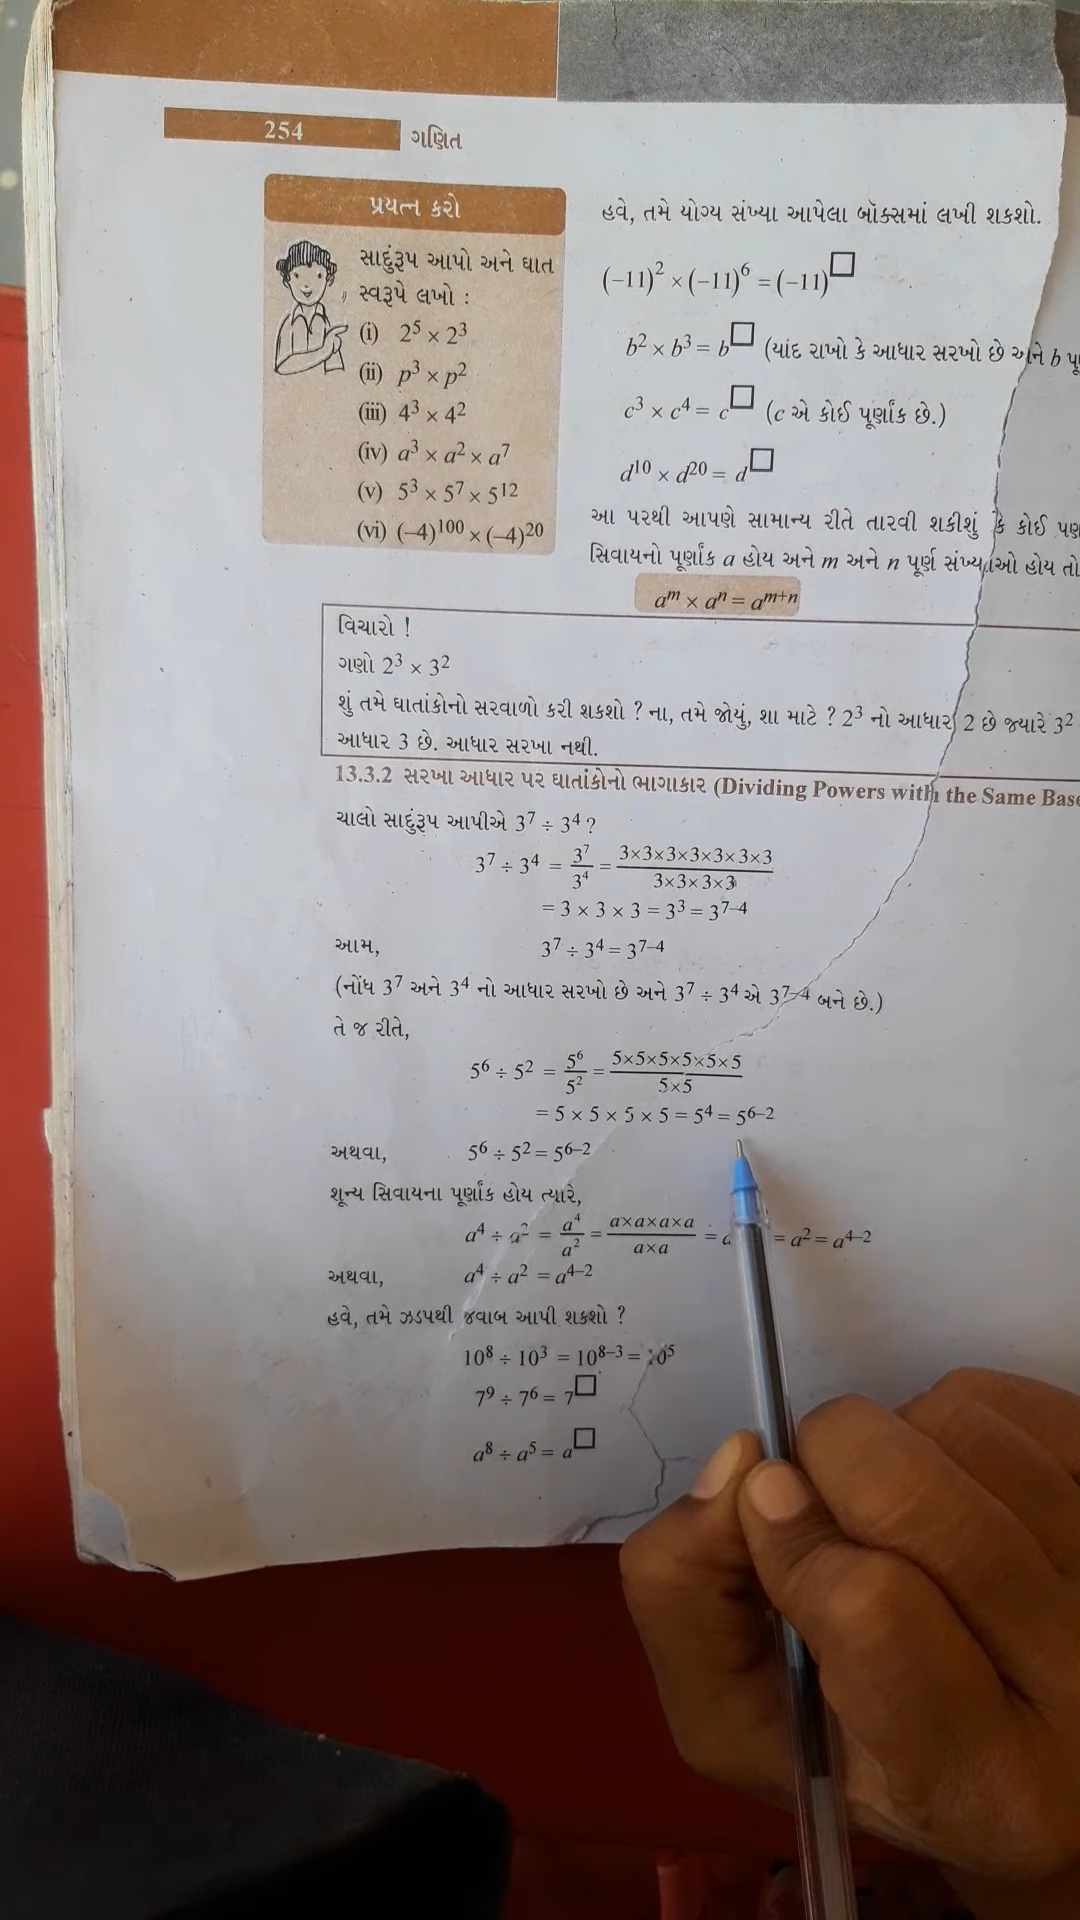 254
ગણિત
પ્રયત્ન કરો
સાદુંરૂપ આપો અને ઘાત
સ્વરૂપે લખો :
(i) 2⁵ × 2³
(ii) p³ × p²
(iii) 4³ × 4²
(iv) a³ × a² × a⁷
(v) 5³ × 5⁷ × 5¹²
(vi) (–4)¹⁰⁰ × (–4)²⁰
હવે, તમે યોગ્ય સંખ્યા આપેલા બૉક્સમાં લખી શકશો.
(–11)² × (–11)⁶ = (–11)□
b² × b³ = b□ (યાદ રાખો કે આધાર સરખો છે અને b
c³ × c⁴ = c□ (c એ કોઈ પૂર્ણાંક છે.)
d¹⁰ × d²⁰ = d□
આ પરથી આપણે સામાન્ય રીતે તારવી શકીશું કે કોઈ પણ
સિવાયનો પૂર્ણાંક a હોય અને m અને n પૂર્ણ સંખ્યાઓ હોય તો
aᵐ × aⁿ = aᵐ⁺ⁿ
વિચારો !
ગણો 2³ × 3²
શું તમે ઘાતાંકોનો સરવાળો કરી શકશો ? ના, તમે જોયું, શા માટે ? 2³ નો આધાર 2 છે જ્યારે 3²
આધાર 3 છે. આધાર સરખા નથી.
13.3.2 સરખા આધાર પર ઘાતાંકોનો ભાગાકાર (Dividing Powers with the Same Base
ચાલો સાદુંરૂપ આપીએ 3⁷ ÷ 3⁴ ?
3⁷ ÷ 3⁴ = 3⁷/3⁴ = 3×3×3×3×3×3×3/3×3×3×3
= 3 × 3 × 3 = 3³ = 3⁷⁻⁴
આમ, 3⁷ ÷ 3⁴ = 3⁷⁻⁴
(નોંધ 3⁷ અને 3⁴ નો આધાર સરખો છે અને 3⁷ ÷ 3⁴ એ 3⁷⁻⁴ બને છે.)
તે જ રીતે,
5⁶ ÷ 5² = 5⁶/5² = 5×5×5×5×5×5/5×5
= 5 × 5 × 5 × 5 = 5⁴ = 5⁶⁻²
અથવા, 5⁶ ÷ 5² = 5⁶⁻²
શૂન્ય સિવાયના પૂર્ણાંક હોય ત્યારે,
a⁴ ÷ a² = a⁴/a² = a×a×a×a/a×a = a = a² = a⁴⁻²
અથવા, a⁴ ÷ a² = a⁴⁻²
હવે, તમે ઝડપથી જવાબ આપી શકશો ?
10⁸ ÷ 10³ = 10⁸⁻³ = 10⁵
7⁹ ÷ 7⁶ = 7□
a⁸ ÷ a⁵ = a□